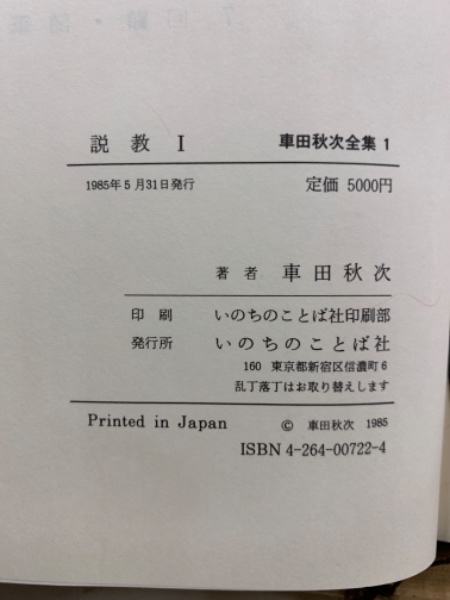 説教 I 車田秋次全集 1
1985年5月31日発行 定価 5000円
著者 車田秋次
印刷 いのちのことば社印刷部
発行所 いのちのことば社
160 東京都新宿区信濃町6
乱丁落丁はお取り替えします
Printed in Japan © 車田秋次 1985
ISBN 4-264-00722-4